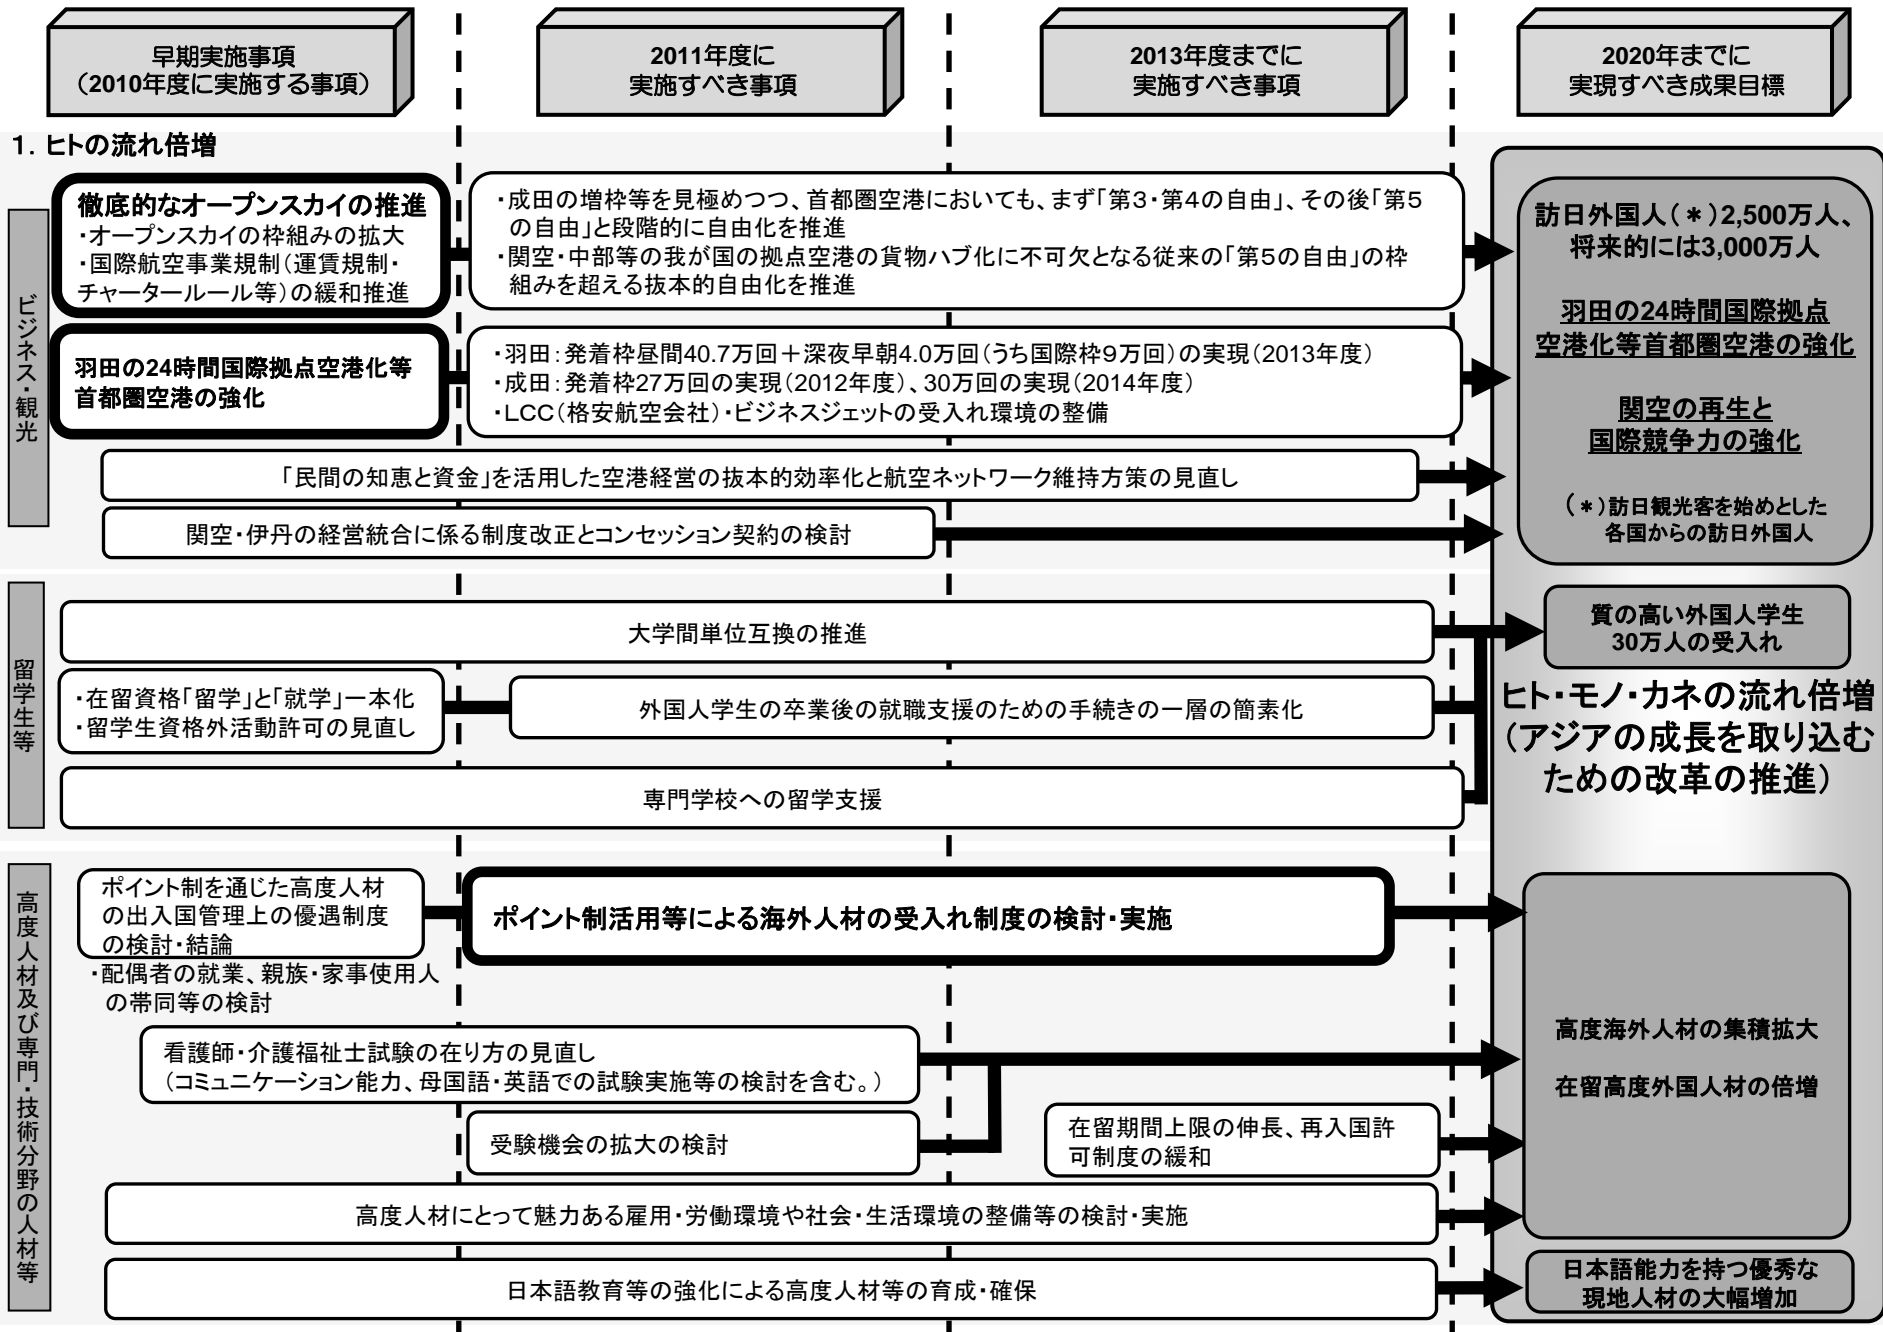 早期実施事項
（2010年度に実施する事項）
2011年度に
実施すべき事項
2013年度までに
実施すべき事項
2020年までに
実現すべき成果目標
１．ヒトの流れ倍増
ビジネス・観光
徹底的なオープンスカイの推進
・オープンスカイの枠組みの拡大
・国際航空事業規制（運賃規制・
チャータールール等）の緩和推進
・成田の増枠等を見極めつつ、首都圏空港においても、まず「第３・第４の自由」、その後「第５
の自由」と段階的に自由化を推進
・関空・中部等の我が国の拠点空港の貨物ハブ化に不可欠となる従来の「第５の自由」の枠
組みを超える抜本的自由化を推進
羽田の24時間国際拠点空港化等
首都圏空港の強化
・羽田：発着枠昼間40.7万回＋深夜早朝4.0万回（うち国際枠９万回）の実現（2013年度）
・成田：発着枠27万回の実現（2012年度）、30万回の実現（2014年度）
・LCC（格安航空会社）・ビジネスジェットの受入れ環境の整備
「民間の知恵と資金」を活用した空港経営の抜本的効率化と航空ネットワーク維持方策の見直し
関空・伊丹の経営統合に係る制度改正とコンセッション契約の検討
訪日外国人（＊）2,500万人、
将来的には3,000万人
羽田の24時間国際拠点
空港化等首都圏空港の強化
関空の再生と
国際競争力の強化
（＊）訪日観光客を始めとした
各国からの訪日外国人
留学生等
大学間単位互換の推進
・在留資格「留学」と「就学」一本化
・留学生資格外活動許可の見直し
外国人学生の卒業後の就職支援のための手続きの一層の簡素化
専門学校への留学支援
質の高い外国人学生
30万人の受入れ
ヒト・モノ・カネの流れ倍増
（アジアの成長を取り込む
ための改革の推進）
高度人材及び専門・技術分野の人材等
ポイント制を通じた高度人材
の出入国管理上の優遇制度
の検討・結論
・配偶者の就業、親族・家事使用人
の帯同等の検討
ポイント制活用等による海外人材の受入れ制度の検討・実施
看護師・介護福祉士試験の在り方の見直し
（コミュニケーション能力、母国語・英語での試験実施等の検討を含む。）
受験機会の拡大の検討
在留期間上限の伸長、再入国許
可制度の緩和
高度人材にとって魅力ある雇用・労働環境や社会・生活環境の整備等の検討・実施
日本語教育等の強化による高度人材等の育成・確保
高度海外人材の集積拡大
在留高度外国人材の倍増
日本語能力を持つ優秀な
現地人材の大幅増加